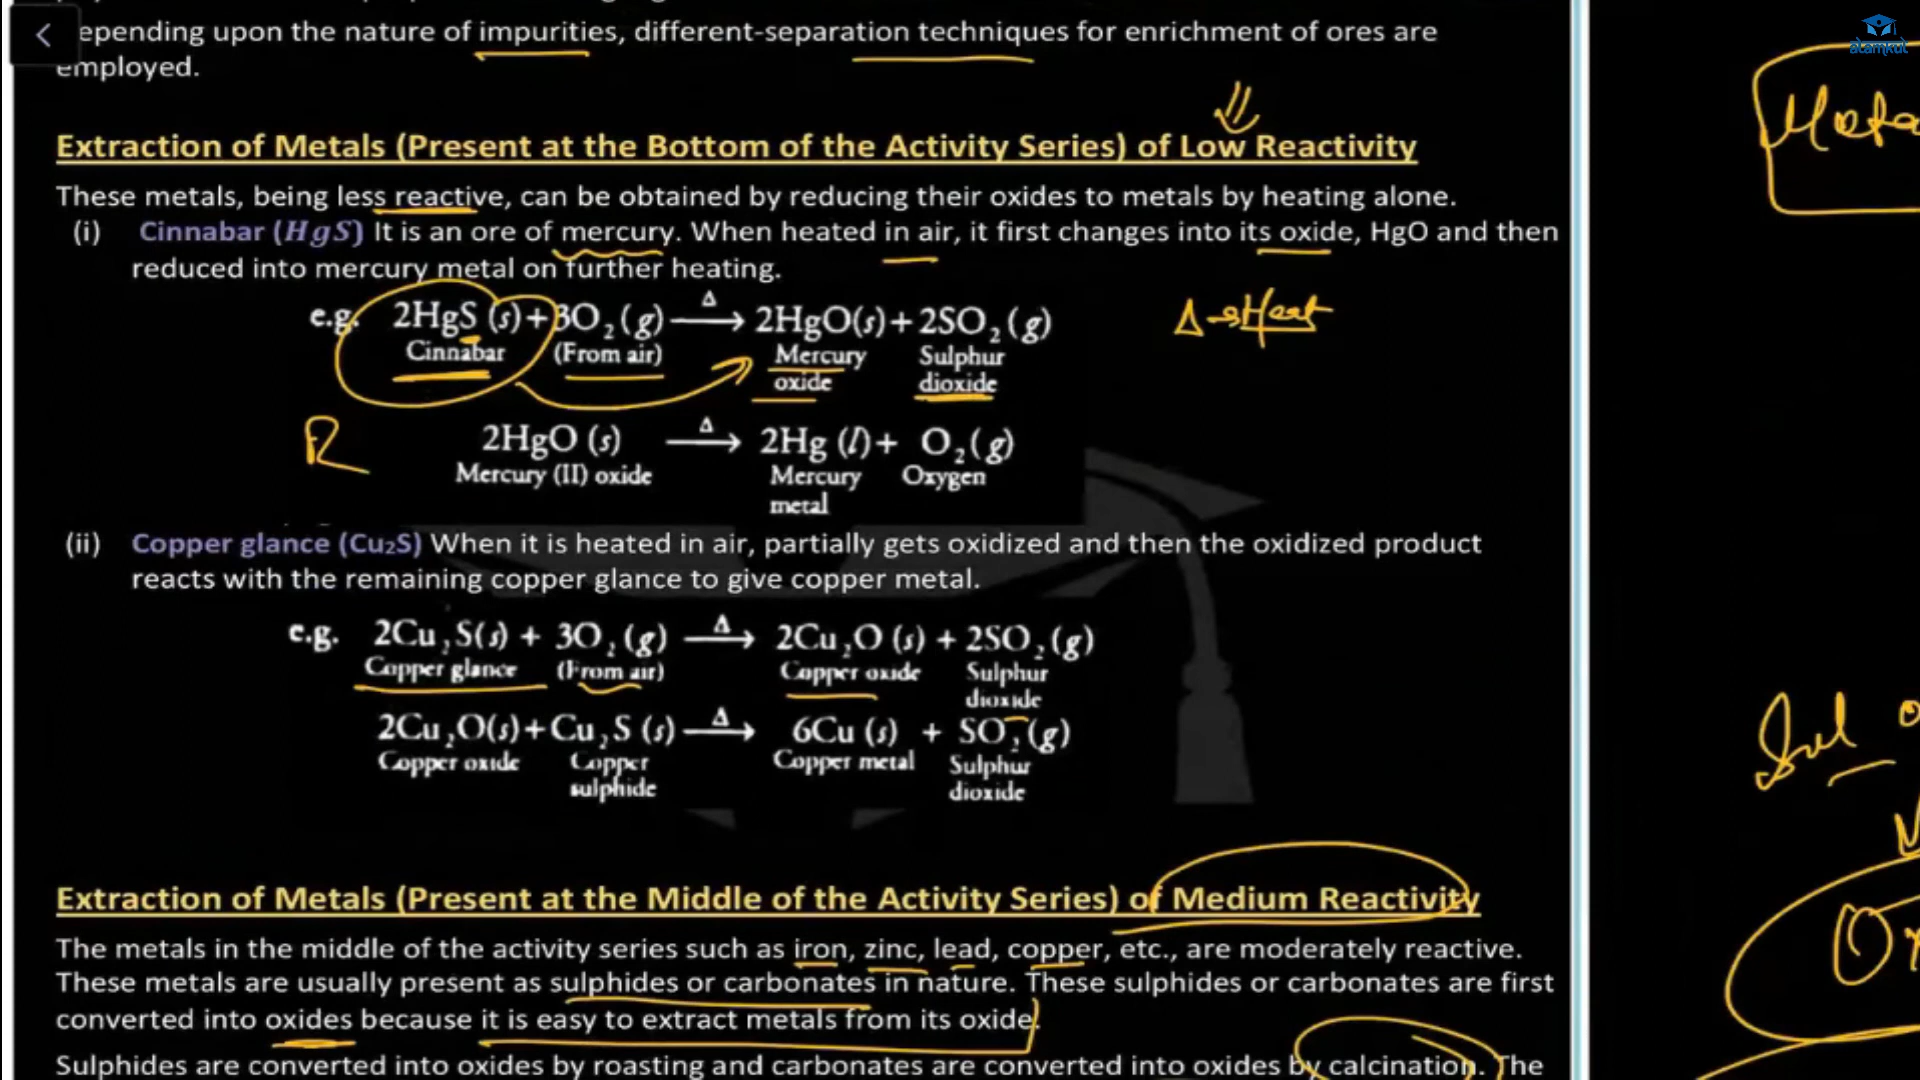 epending upon the nature of impurities, different-separation techniques for enrichment of ores are
employed.
atamkul
Meta
Extraction of Metals (Present at the Bottom of the Activity Series) of Low Reactivity
These metals, being less reactive, can be obtained by reducing their oxides to metals by heating alone.
(i) Cinnabar (HgS) It is an ore of mercury. When heated in air, it first changes into its oxide, HgO and then
reduced into mercury metal on further heating.
e.g. 2HgS (s) + 3O₂ (g) —Δ→ 2HgO(s) + 2SO₂ (g)
Δ → Heat
Cinnabar (From air) Mercury Sulphur
oxide dioxide
R
2HgO (s) —Δ→ 2Hg (l) + O₂ (g)
Mercury (II) oxide Mercury Oxygen
metal
(ii) Copper glance (Cu₂S) When it is heated in air, partially gets oxidized and then the oxidized product
reacts with the remaining copper glance to give copper metal.
e.g. 2Cu₂S(s) + 3O₂ (g) —Δ→ 2Cu₂O (s) + 2SO₂ (g)
Copper glance (From air) Copper oxide Sulphur
dioxide
2Cu₂O(s) + Cu₂S (s) —Δ→ 6Cu (s) + SO₂ (g)
Copper oxide Copper Copper metal Sulphur
sulphide dioxide
Sul
Extraction of Metals (Present at the Middle of the Activity Series) of Medium Reactivity
The metals in the middle of the activity series such as iron, zinc, lead, copper, etc., are moderately reactive.
These metals are usually present as sulphides or carbonates in nature. These sulphides or carbonates are first
converted into oxides because it is easy to extract metals from its oxide.
Sulphides are converted into oxides by roasting and carbonates are converted into oxides by calcination. The